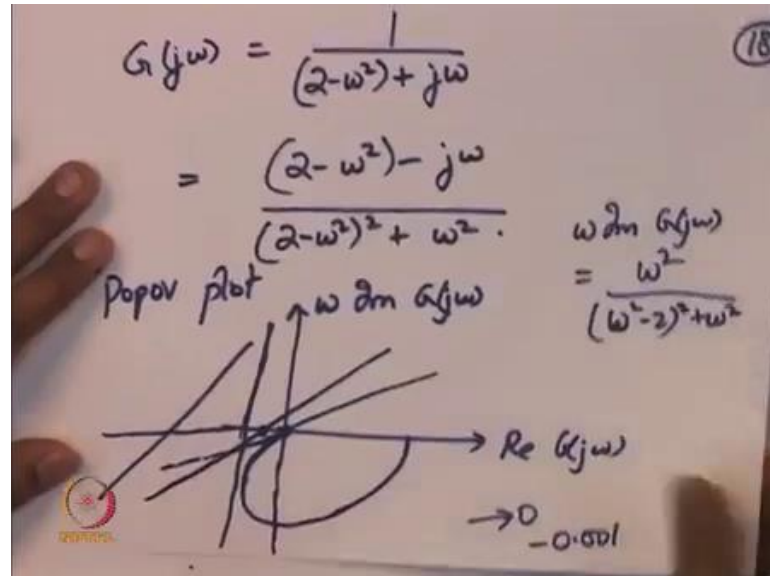 18
G(jω) = 1 / ((2-ω²) + jω)
= ((2-ω²) - jω) / ((2-ω²)² + ω²).
ω Im G(jω)
= ω² / ((ω²-2)² + ω²)
Popov plot
ω Im G(jω)
Re G(jω)
→ 0
-0.001
NPTEL